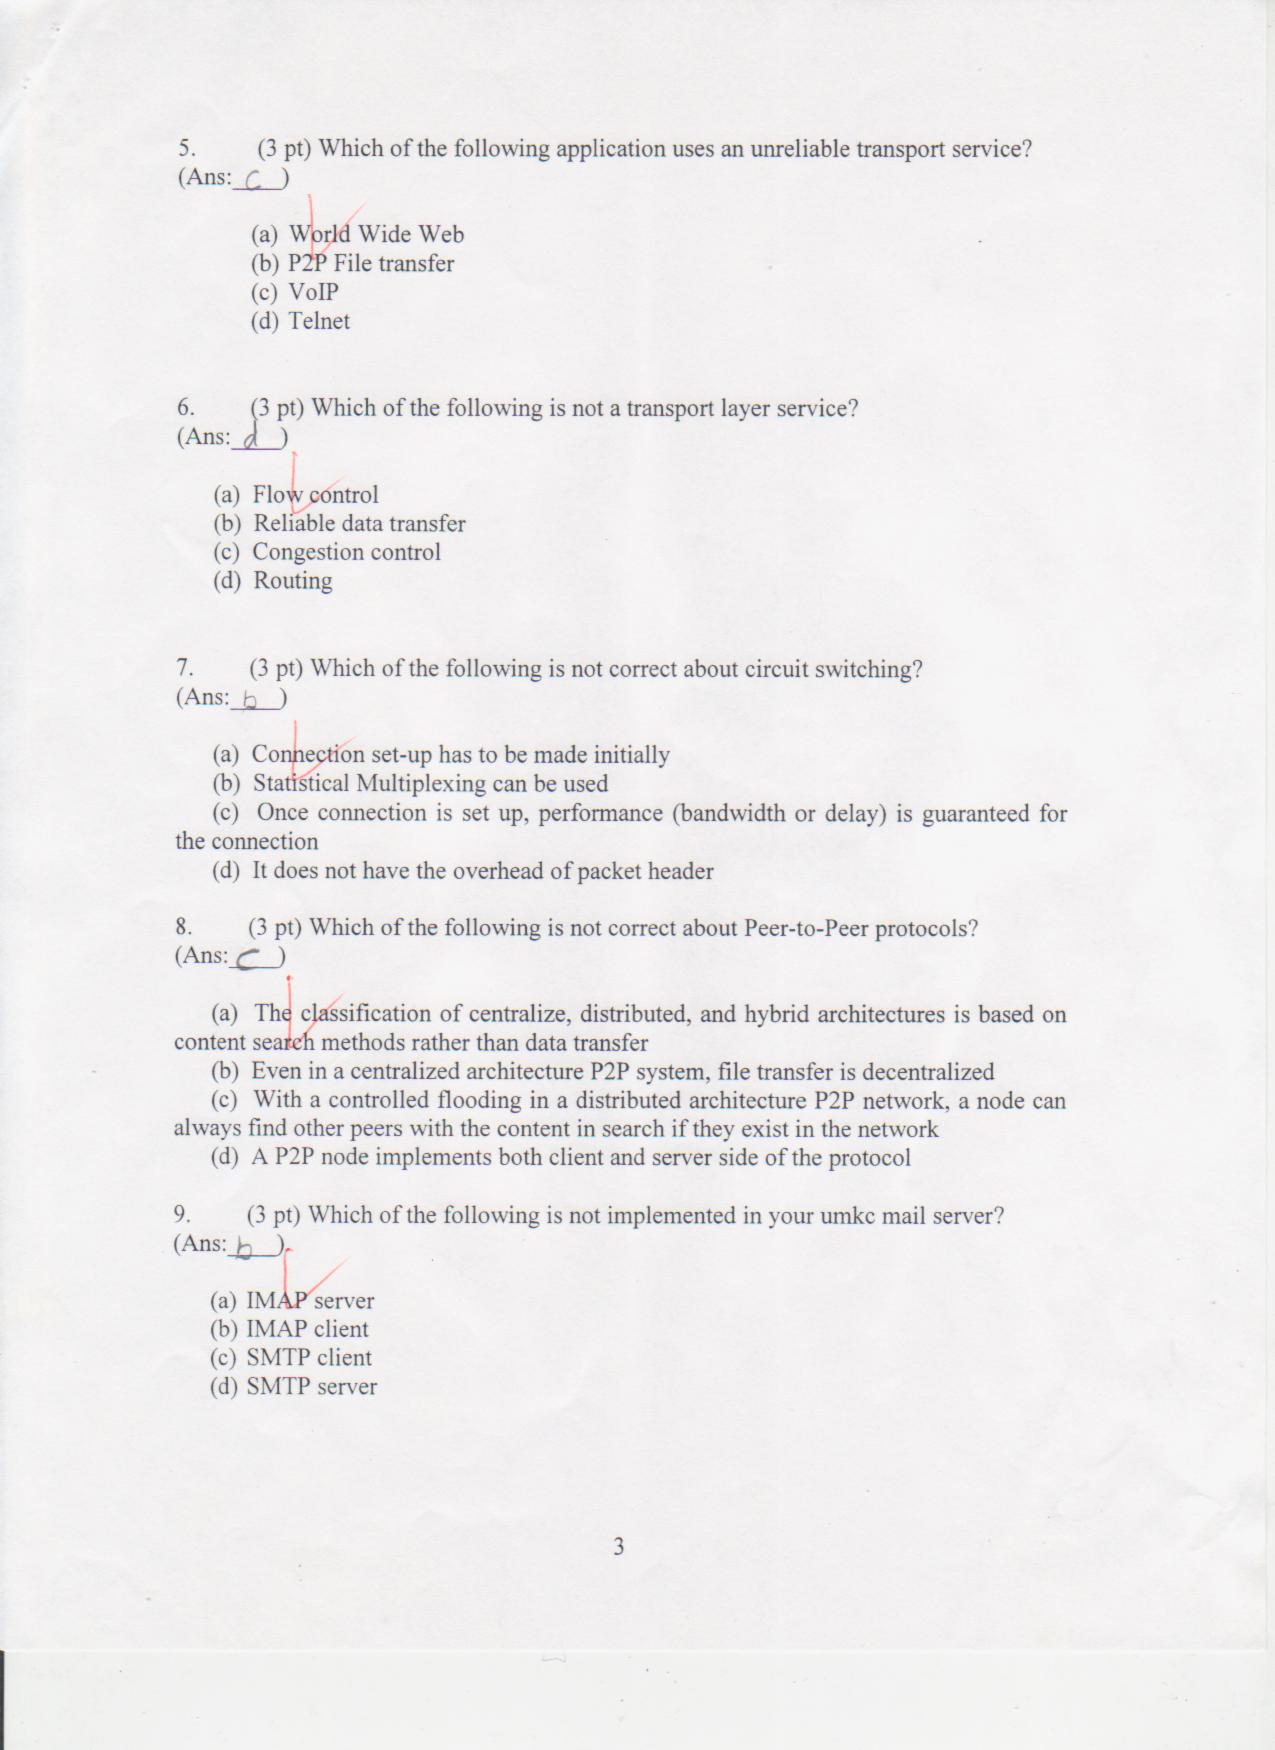 5. (3 pt) Which of the following application uses an unreliable transport service?
(Ans: c )
(a) World Wide Web
(b) P2P File transfer
(c) VoIP
(d) Telnet
6. (3 pt) Which of the following is not a transport layer service?
(Ans: d )
(a) Flow control
(b) Reliable data transfer
(c) Congestion control
(d) Routing
7. (3 pt) Which of the following is not correct about circuit switching?
(Ans: b )
(a) Connection set-up has to be made initially
(b) Statistical Multiplexing can be used
(c) Once connection is set up, performance (bandwidth or delay) is guaranteed for
the connection
(d) It does not have the overhead of packet header
8. (3 pt) Which of the following is not correct about Peer-to-Peer protocols?
(Ans: c )
(a) The classification of centralize, distributed, and hybrid architectures is based on
content search methods rather than data transfer
(b) Even in a centralized architecture P2P system, file transfer is decentralized
(c) With a controlled flooding in a distributed architecture P2P network, a node can
always find other peers with the content in search if they exist in the network
(d) A P2P node implements both client and server side of the protocol
9. (3 pt) Which of the following is not implemented in your umkc mail server?
(Ans: b )
(a) IMAP server
(b) IMAP client
(c) SMTP client
(d) SMTP server
3